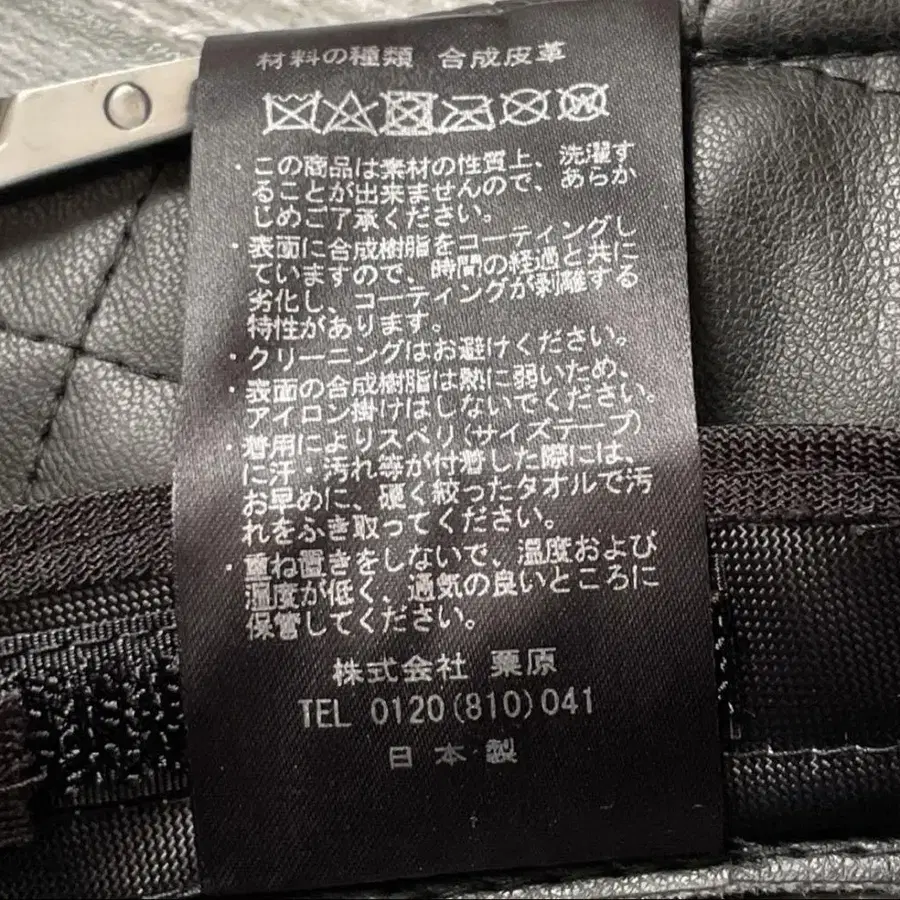 材料の種類 合成皮革
・この商品は素材の性質上、洗濯す
ることが出来ませんので、あらか
じめご了承ください。
・表面に合成樹脂をコーティングし
ていますので、時間の経過と共に
劣化し、コーティングが剥離する
特性があります。
・クリーニングはお避けください。
・表面の合成樹脂は熱に弱いため、
アイロン掛けはしないでください。
・着用によりスベリ(サイズテープ)
に汗・汚れ等が付着した際には、
お早めに、硬く絞ったタオルで汚
れをふき取ってください。
・重ね置きをしないで、温度および
湿度が低く、通気の良いところに
保管してください。
株式会社 栗原
TEL 0120(810)041
日本製